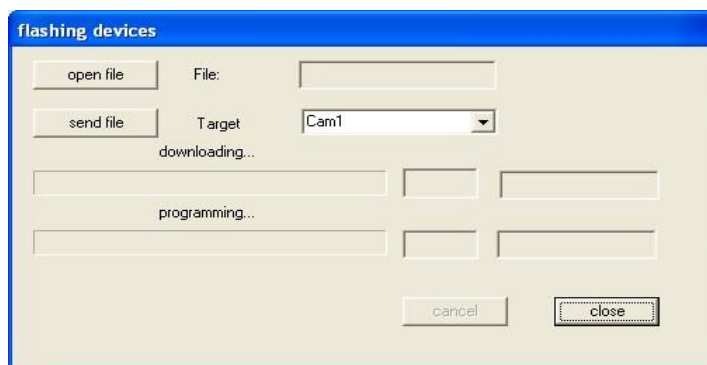 flashing devices
open file File:
send file Target Cam1
downloading...
programming...
cancel close